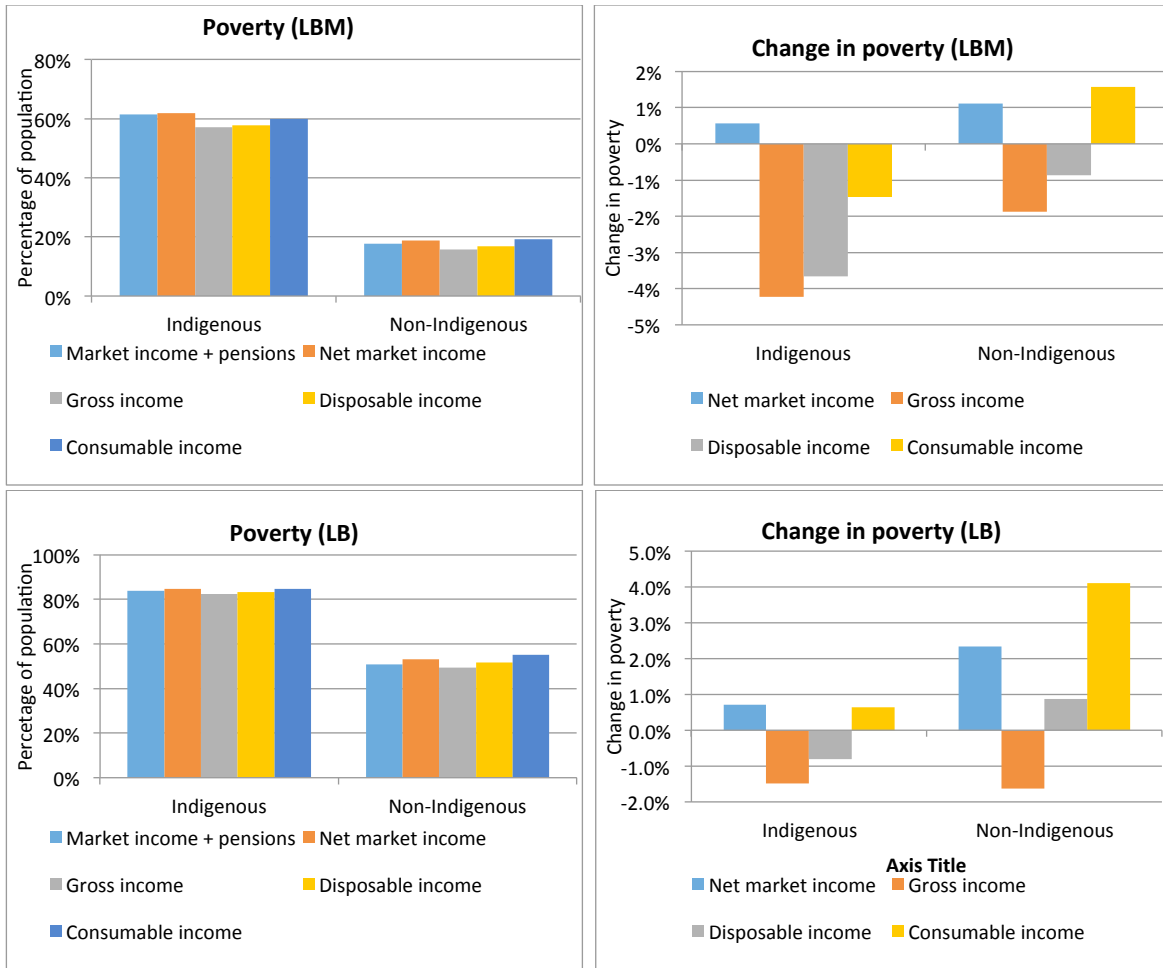 Poverty (LBM)
Percentage of population
80%
60%
40%
20%
0%
Indigenous
Non-Indigenous
Market income + pensions
Net market income
Gross income
Disposable income
Consumable income
Change in poverty (LBM)
Change in poverty
2%
1%
0%
-1%
-2%
-3%
-4%
-5%
Indigenous
Non-Indigenous
Net market income
Gross income
Disposable income
Consumable income
Poverty (LB)
Percetage of population
100%
80%
60%
40%
20%
0%
Indigenous
Non-Indigenous
Market income + pensions
Net market income
Gross income
Disposable income
Consumable income
Change in poverty (LB)
Change in poverty
5.0%
4.0%
3.0%
2.0%
1.0%
0.0%
-1.0%
-2.0%
Indigenous
Non-Indigenous
Axis Title
Net market income
Gross income
Disposable income
Consumable income